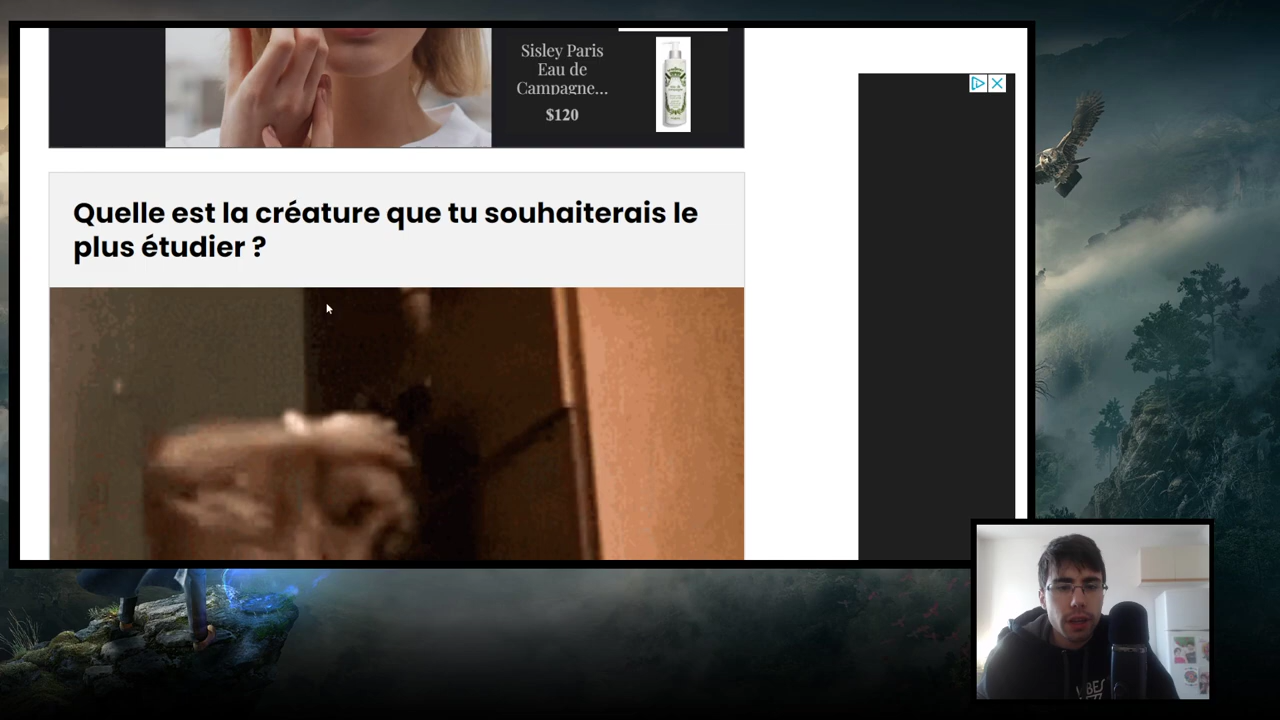 Sisley Paris
Eau de
Campagne...
$120
Quelle est la créature que tu souhaiterais le
plus étudier ?